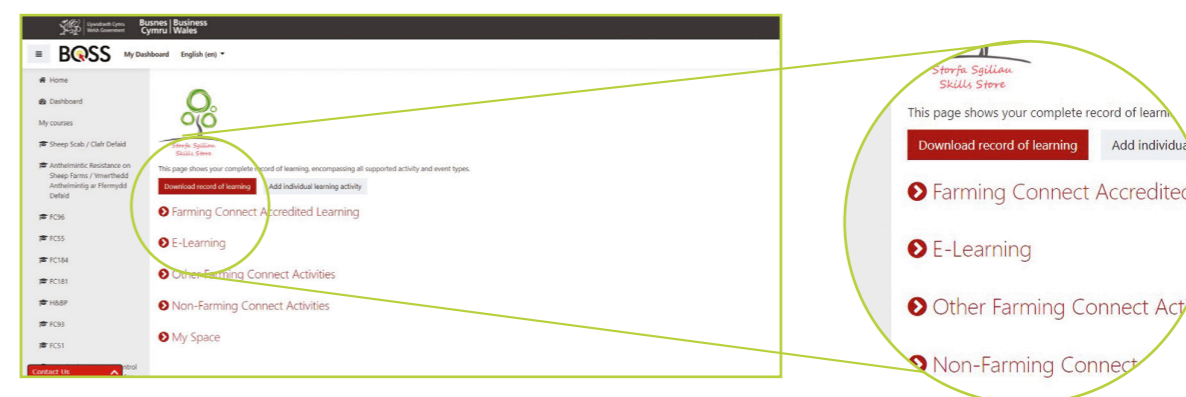 Llywodraeth Cymru
Welsh Government
Busnes | Business
Cymru | Wales
BOSS My Dashboard English (en)
Home
Dashboard
My courses
Sheep Scab / Clafr Defaid
Anthelmintic Resistance on
Sheep Farms / Ymwrthedd
Anthelmintig ar Ffermydd
Defaid
FC96
FC55
FC184
FC181
H&BP
FC93
FC51
Contact Us
Storfa Sgiliau
Skills Store
This page shows your complete record of learning, encompassing all supported activity and event types.
Download record of learning Add individual learning activity
Farming Connect Accredited Learning
E-Learning
Other Farming Connect Activities
Non-Farming Connect Activities
My Space
Storfa Sgiliau
Skills Store
This page shows your complete record of learn
Download record of learning Add individua
Farming Connect Accredited
E-Learning
Other Farming Connect Act
Non-Farming Connect